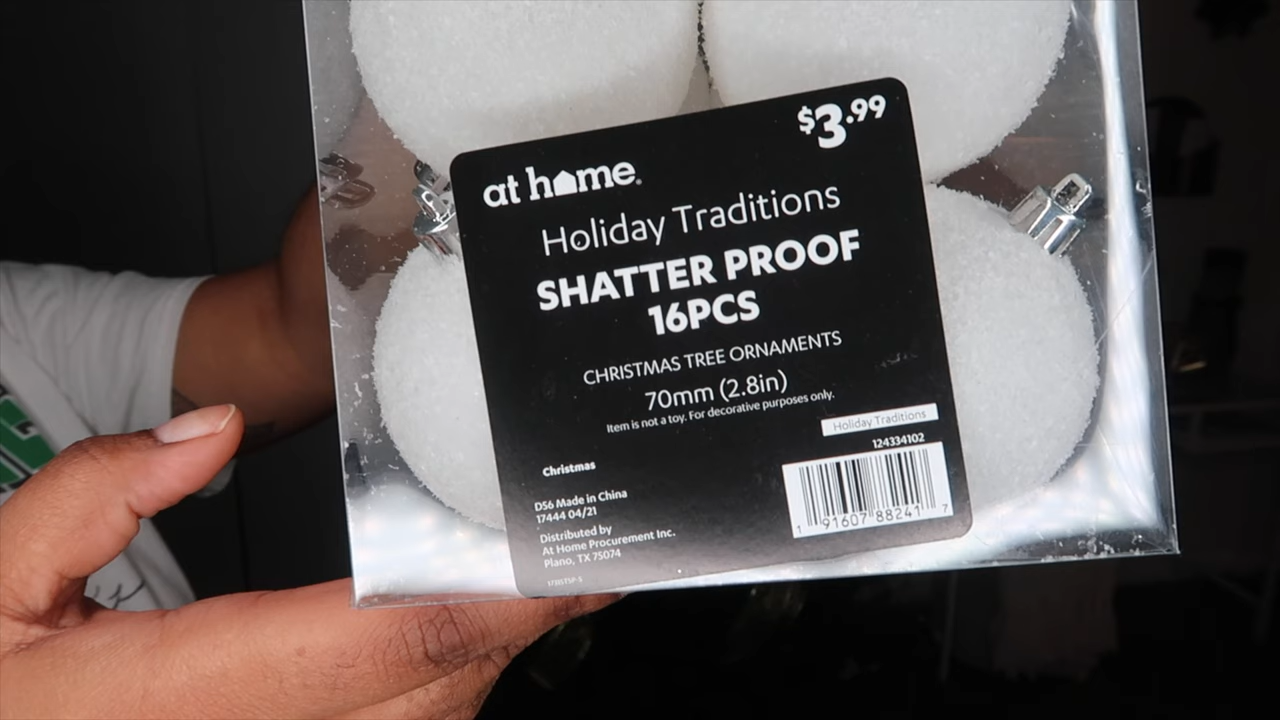 $3.99
at home
Holiday Traditions
SHATTER PROOF
16PCS
CHRISTMAS TREE ORNAMENTS
70mm (2.8in)
Item is not a toy. For decorative purposes only.
Holiday Traditions
124334102
Christmas
DS6 Made in China
17444 04/21
Distributed by
At Home Procurement Inc.
Plano, TX 75074
1 91607 88241 7